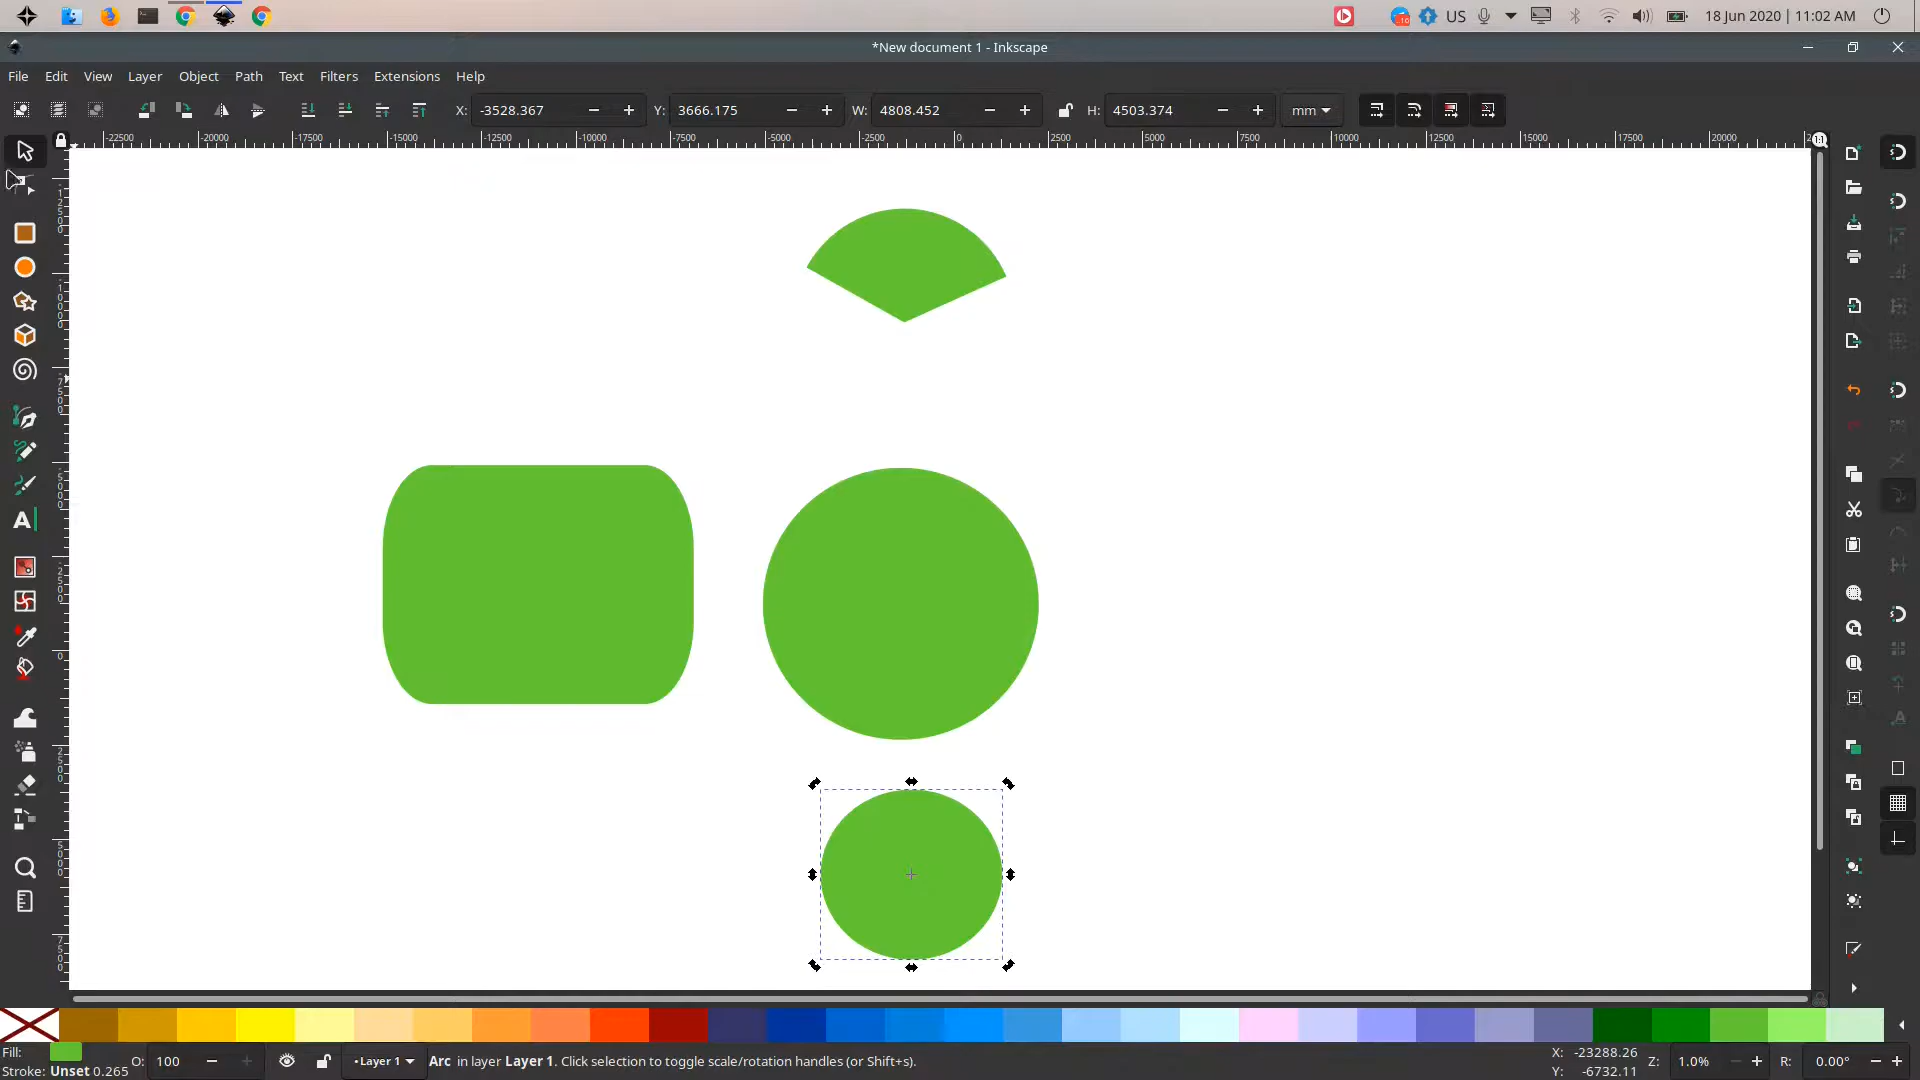 US
18 Jun 2020 | 11:02 AM
*New document 1 - Inkscape
File Edit View Layer Object Path Text Filters Extensions Help
X: -3528.367 Y: 3666.175 W: 4808.452 H: 4503.374 mm
-22500 -20000 -17500 -15000 -12500 -10000 -7500 -5000 -2500 0 2500 5000 7500 10000 12500 15000 17500 20000
Fill: O: 100 •Layer 1 Arc in layer Layer 1. Click selection to toggle scale/rotation handles (or Shift+s). X: -23288.26 Z: 1.0% R: 0.00°
Stroke: Unset 0.265 Y: -6732.11